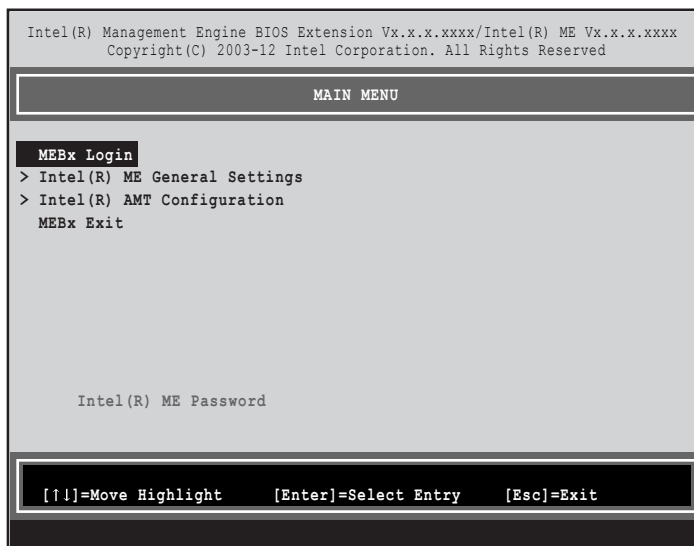 Intel(R) Management Engine BIOS Extension Vx.x.x.xxxx/Intel(R) ME Vx.x.x.xxxx
Copyright(C) 2003-12 Intel Corporation. All Rights Reserved
MAIN MENU
MEBx Login
> Intel(R) ME General Settings
> Intel(R) AMT Configuration
MEBx Exit
Intel(R) ME Password
[↑↓]=Move Highlight [Enter]=Select Entry [Esc]=Exit